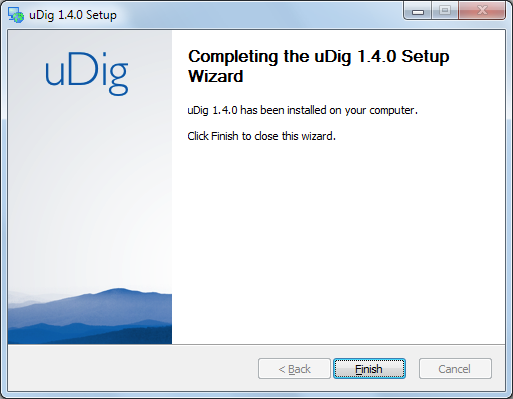 uDig 1.4.0 Setup
uDig
Completing the uDig 1.4.0 Setup
Wizard
uDig 1.4.0 has been installed on your computer.
Click Finish to close this wizard.
< Back
Finish
Cancel